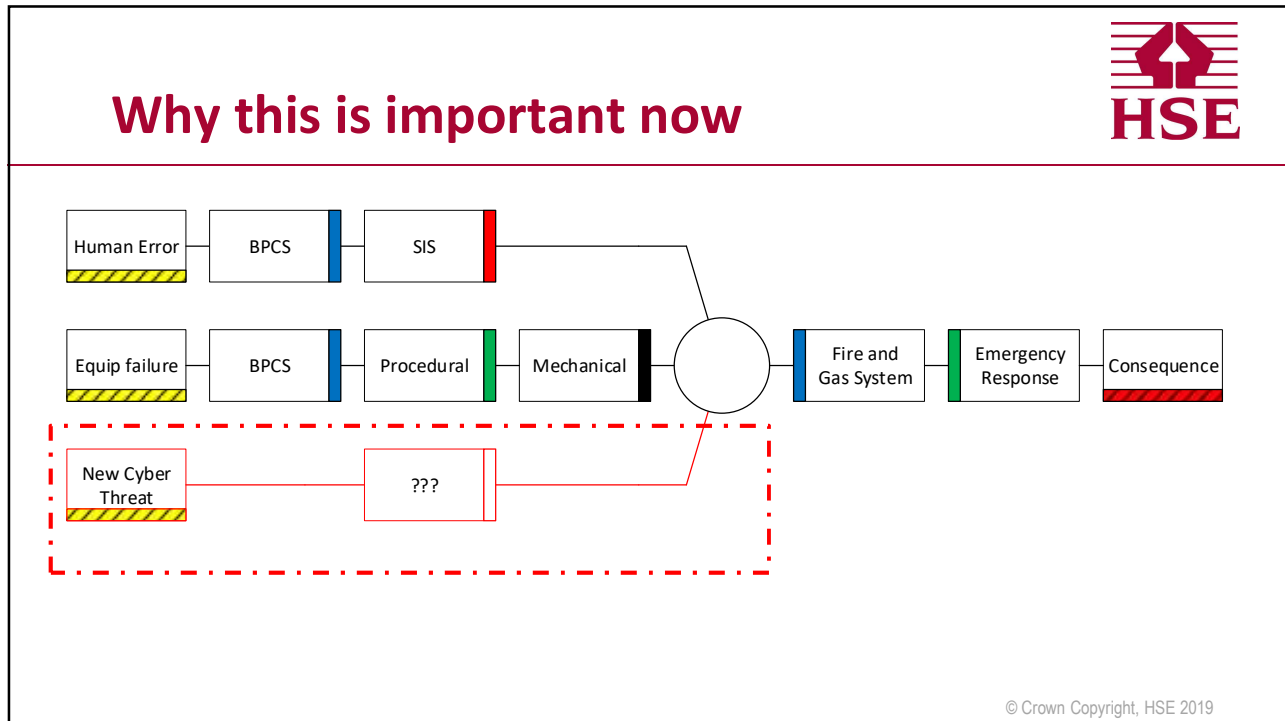 Why this is important now
HSE
Human Error
BPCS
SIS
Equip failure
BPCS
Procedural
Mechanical
Fire and
Gas System
Emergency
Response
Consequence
New Cyber
Threat
???
© Crown Copyright, HSE 2019